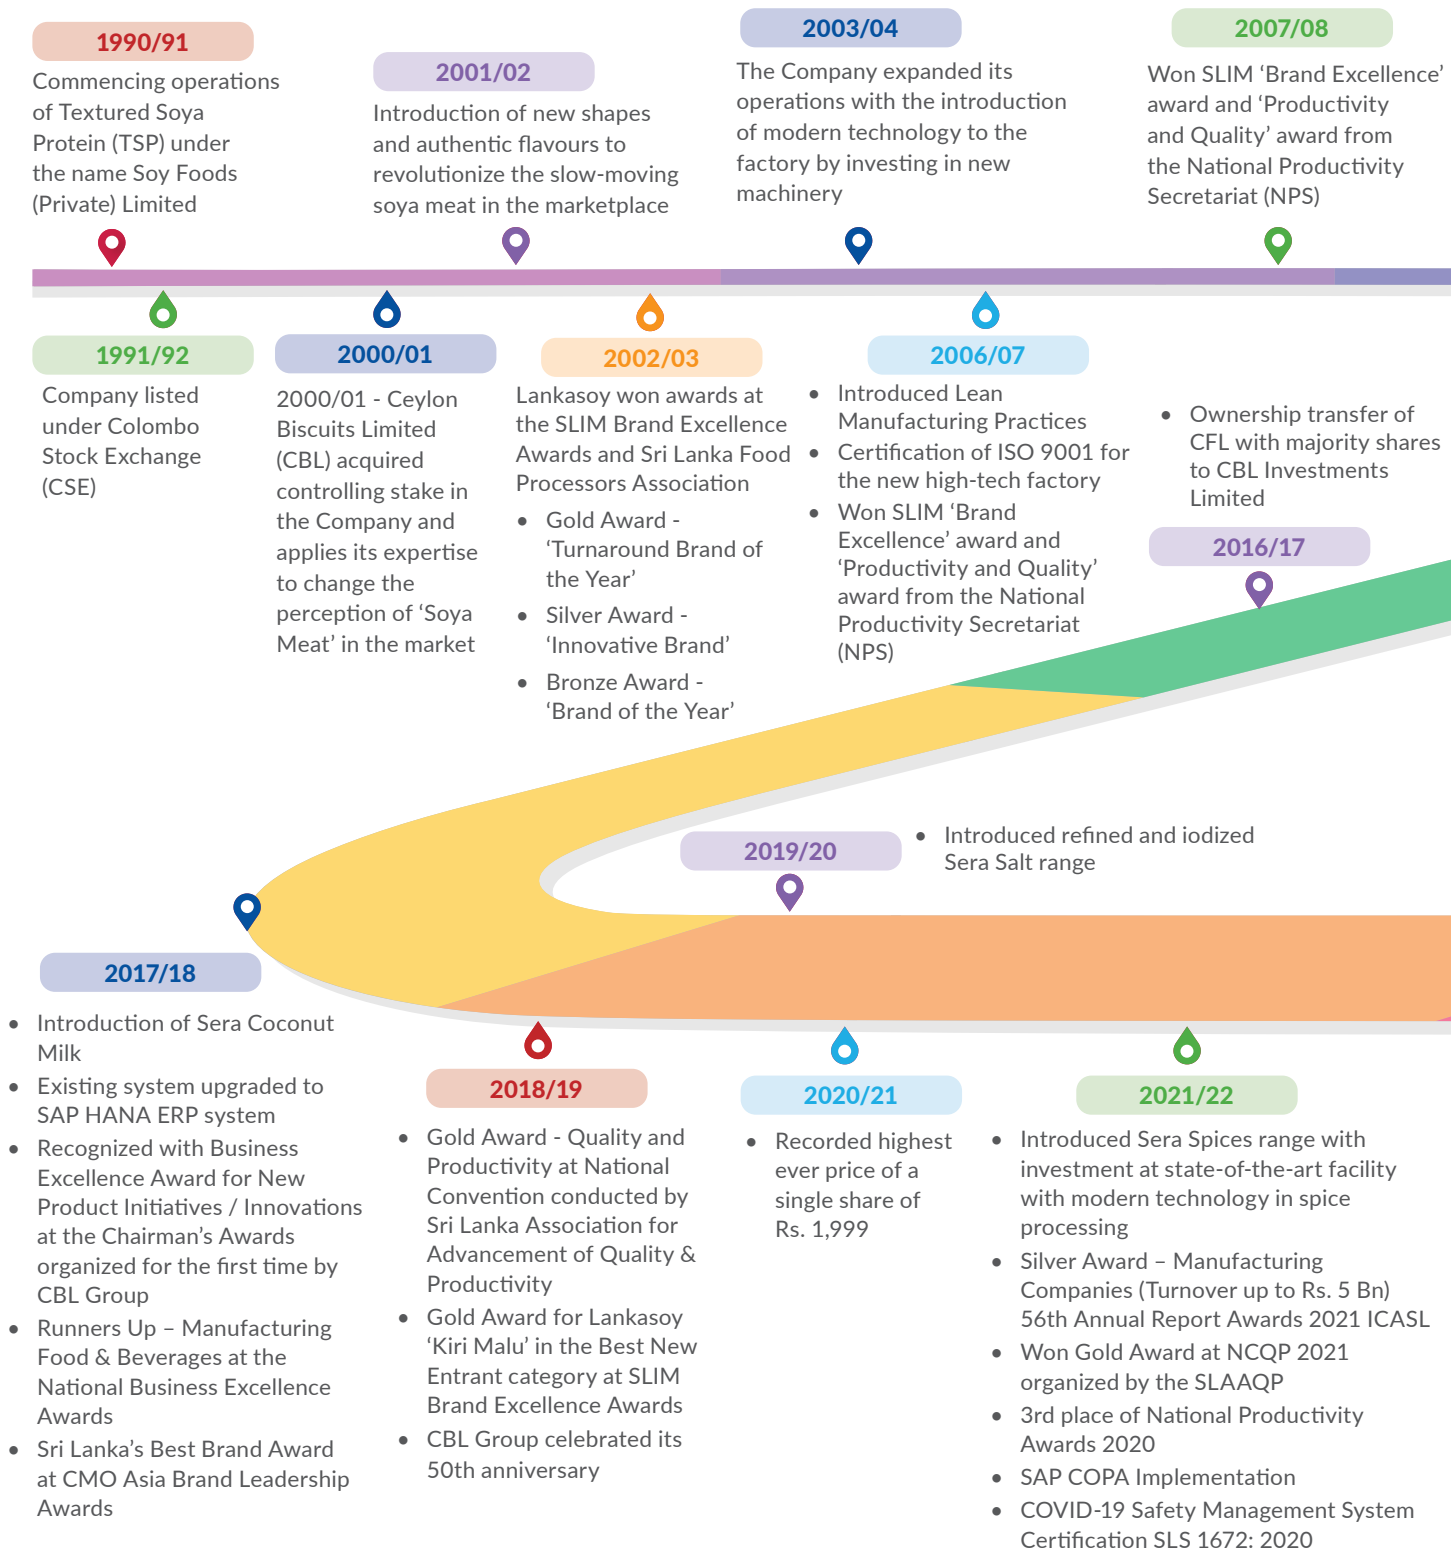 1990/91
Commencing operations
of Textured Soya
Protein (TSP) under
the name Soy Foods
(Private) Limited
2001/02
Introduction of new shapes
and authentic flavours to
revolutionize the slow-moving
soya meat in the marketplace
2003/04
The Company expanded its
operations with the introduction
of modern technology to the
factory by investing in new
machinery
2007/08
Won SLIM ‘Brand Excellence’
award and ‘Productivity
and Quality’ award from
the National Productivity
Secretariat (NPS)
1991/92
Company listed
under Colombo
Stock Exchange
(CSE)
2000/01
2000/01 - Ceylon
Biscuits Limited
(CBL) acquired
controlling stake in
the Company and
applies its expertise
to change the
perception of ‘Soya
Meat’ in the market
2002/03
Lankasoy won awards at
the SLIM Brand Excellence
Awards and Sri Lanka Food
Processors Association
• Gold Award -
‘Turnaround Brand of
the Year’
• Silver Award -
‘Innovative Brand’
• Bronze Award -
‘Brand of the Year’
2006/07
• Introduced Lean
Manufacturing Practices
• Certification of ISO 9001 for
the new high-tech factory
• Won SLIM ‘Brand
Excellence’ award and
‘Productivity and Quality’
award from the National
Productivity Secretariat
(NPS)
• Ownership transfer of
CFL with majority shares
to CBL Investments
Limited
2016/17
2019/20
• Introduced refined and iodized
Sera Salt range
2017/18
• Introduction of Sera Coconut
Milk
• Existing system upgraded to
SAP HANA ERP system
• Recognized with Business
Excellence Award for New
Product Initiatives / Innovations
at the Chairman’s Awards
organized for the first time by
CBL Group
• Runners Up – Manufacturing
Food & Beverages at the
National Business Excellence
Awards
• Sri Lanka’s Best Brand Award
at CMO Asia Brand Leadership
Awards
2018/19
• Gold Award - Quality and
Productivity at National
Convention conducted by
Sri Lanka Association for
Advancement of Quality &
Productivity
• Gold Award for Lankasoy
‘Kiri Malu’ in the Best New
Entrant category at SLIM
Brand Excellence Awards
• CBL Group celebrated its
50th anniversary
2020/21
• Recorded highest
ever price of a
single share of
Rs. 1,999
2021/22
• Introduced Sera Spices range with
investment at state-of-the-art facility
with modern technology in spice
processing
• Silver Award – Manufacturing
Companies (Turnover up to Rs. 5 Bn)
56th Annual Report Awards 2021 ICASL
• Won Gold Award at NCQP 2021
organized by the SLAAQP
• 3rd place of National Productivity
Awards 2020
• SAP COPA Implementation
• COVID-19 Safety Management System
Certification SLS 1672: 2020